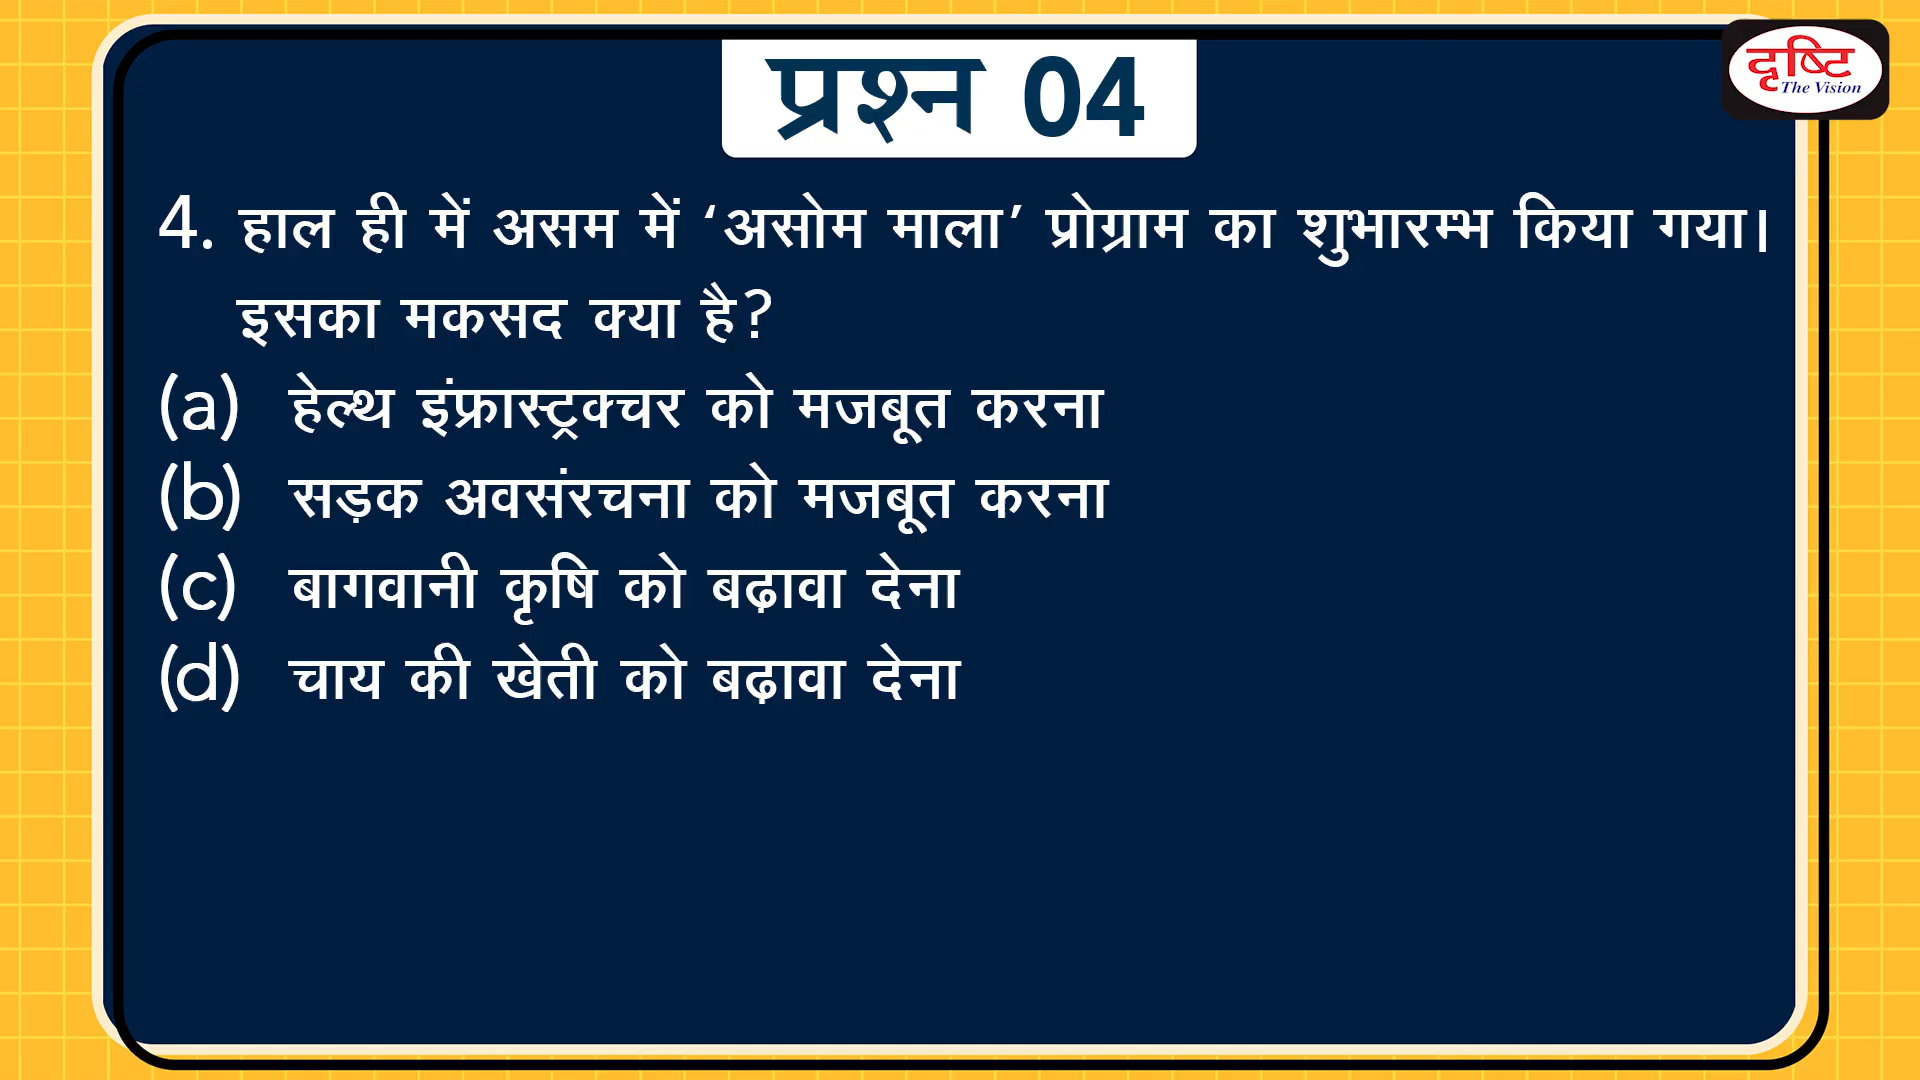 प्रश्न 04
दृष्टि
The Vision
4. हाल ही में असम में ‘असोम माला’ प्रोग्राम का शुभारम्भ किया गया।
इसका मकसद क्या है?
(a) हेल्थ इंफ्रास्ट्रक्चर को मजबूत करना
(b) सड़क अवसंरचना को मजबूत करना
(c) बागवानी कृषि को बढ़ावा देना
(d) चाय की खेती को बढ़ावा देना